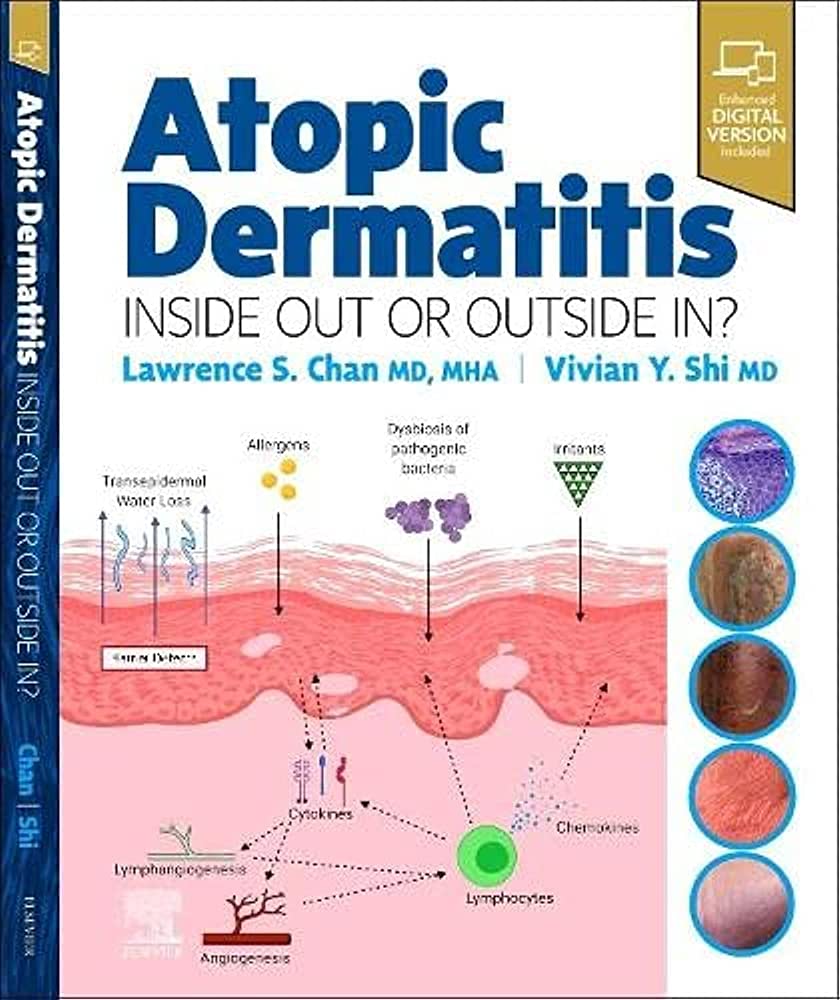 Atopic Dermatitis INSIDE OUT OR OUTSIDE IN?
Chan | Shi
ELSEVIER
Enhanced
DIGITAL
VERSION
Included
Atopic
Dermatitis
INSIDE OUT OR OUTSIDE IN?
Lawrence S. Chan MD, MHA | Vivian Y. Shi MD
Transepidermal
Water Loss
Allergens
Dysbiosis of
pathogenic
bacteria
Irritants
Barrier Defects
Cytokines
Chemokines
Lymphangiogenesis
Lymphocytes
Angiogenesis
ELSEVIER